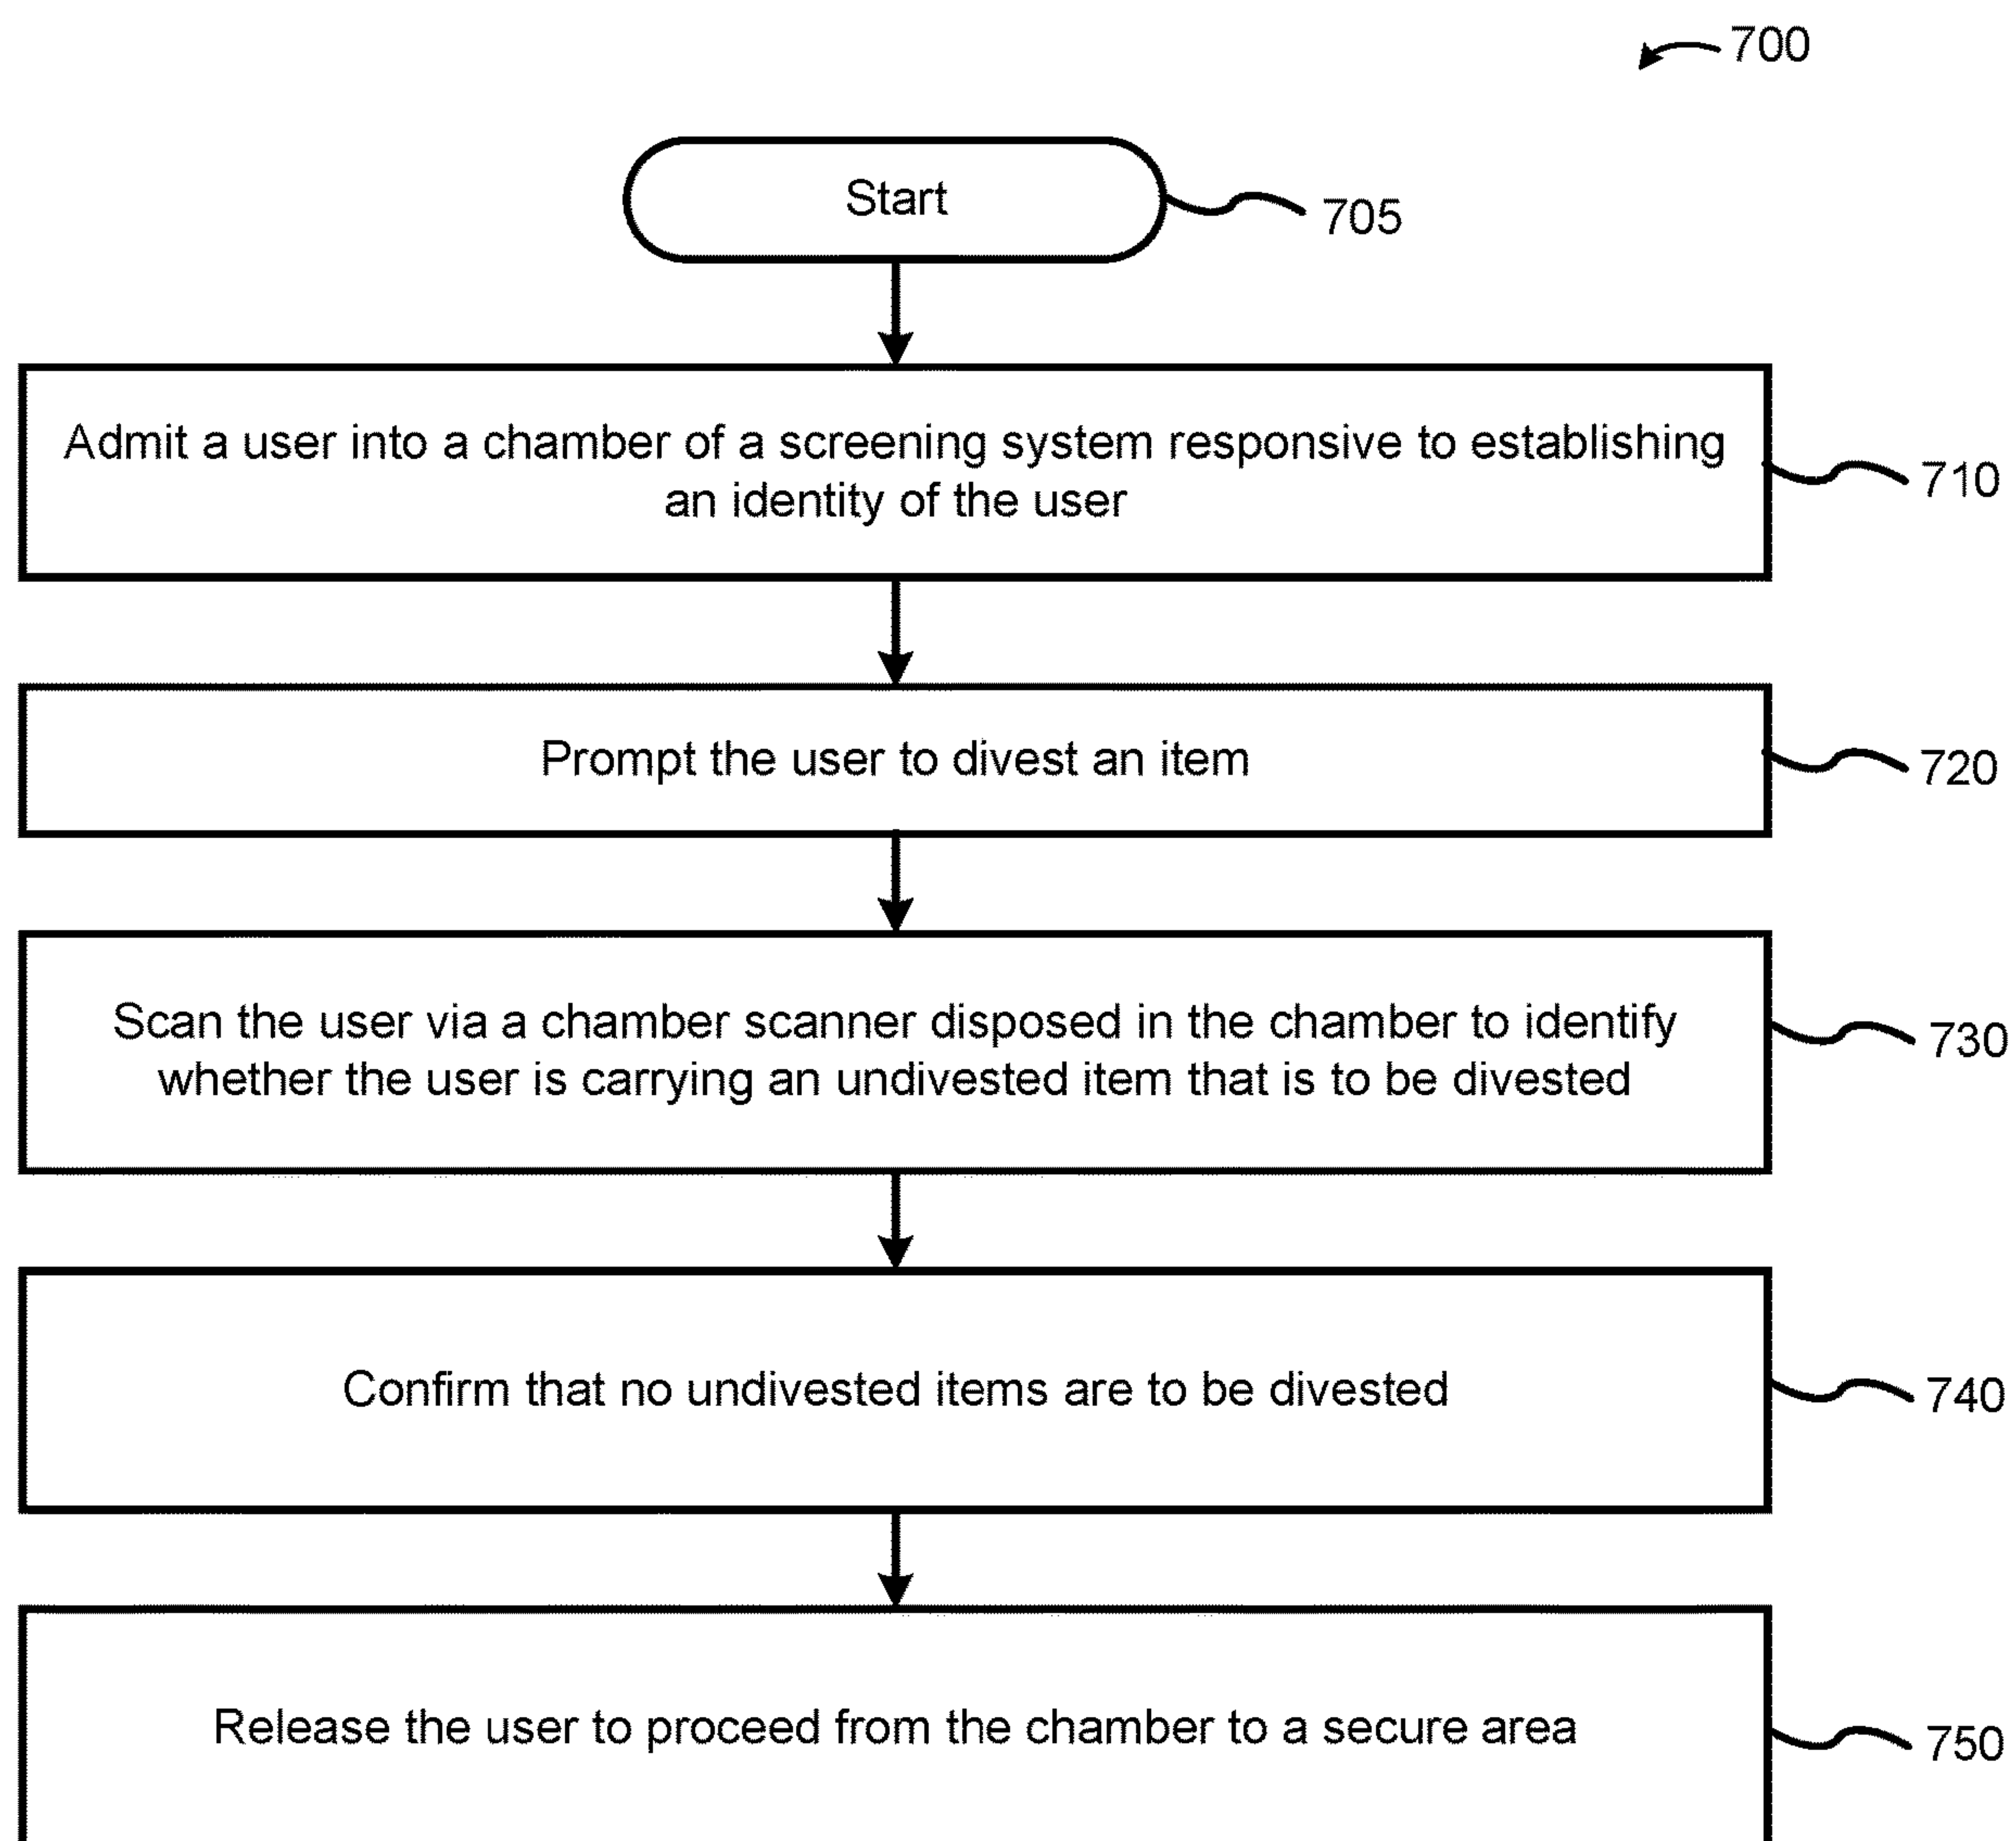 700
Start
705
Admit a user into a chamber of a screening system responsive to establishing
an identity of the user
710
Prompt the user to divest an item
720
Scan the user via a chamber scanner disposed in the chamber to identify
whether the user is carrying an undivested item that is to be divested
730
Confirm that no undivested items are to be divested
740
Release the user to proceed from the chamber to a secure area
750